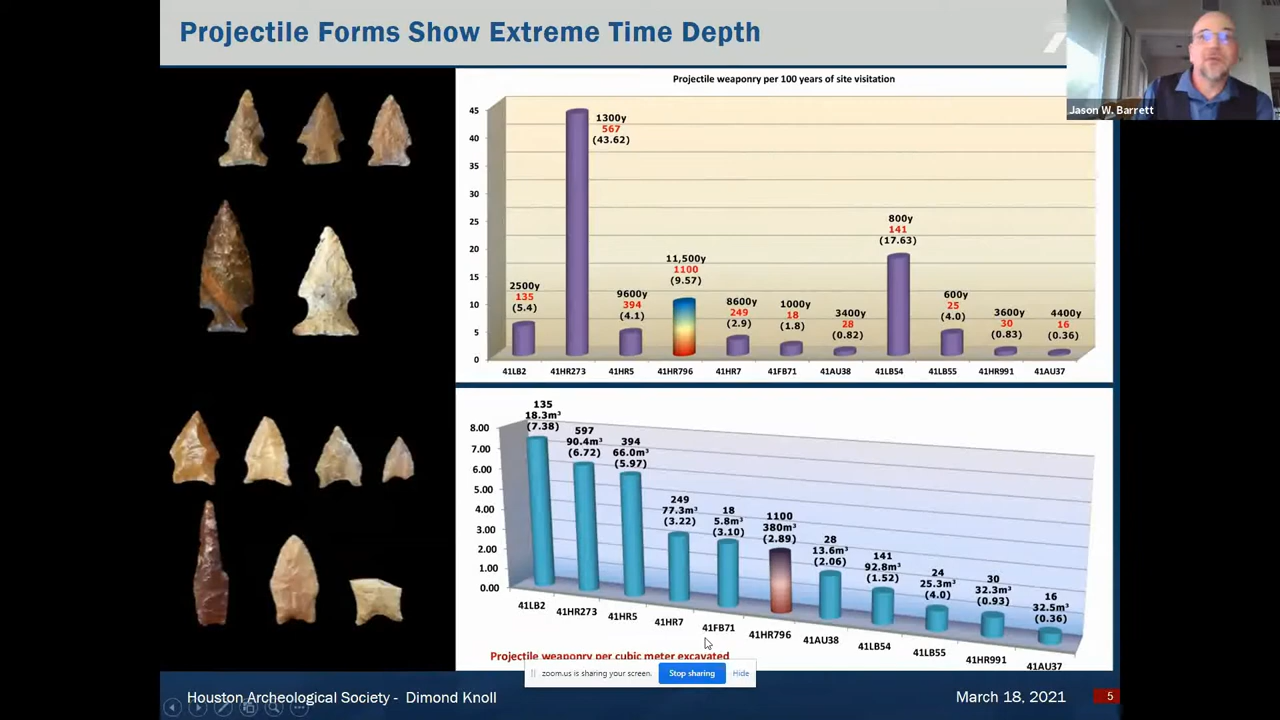 Projectile Forms Show Extreme Time Depth
Jason W. Barrett
Projectile weaponry per 100 years of site visitation
45
40
35
30
25
20
15
10
5
0
2500y
135
(5.4)
1300y
567
(43.62)
9600y
394
(4.1)
11,500y
1100
(9.57)
8600y
249
(2.9)
1000y
18
(1.8)
3400y
28
(0.82)
800y
141
(17.63)
600y
25
(4.0)
3600y
30
(0.83)
4400y
16
(0.36)
41LB2 41HR273 41HR5 41HR796 41HR7 41FB71 41AU38 41LB54 41LB55 41HR991 41AU37
8.00
7.00
6.00
5.00
4.00
3.00
2.00
1.00
0.00
135
18.3m³
(7.38)
597
90.4m³
(6.72)
394
66.0m³
(5.97)
249
77.3m³
(3.22)
18
5.8m³
(3.10)
1100
380m³
(2.89)
28
13.6m³
(2.06)
141
92.8m³
(1.52)
24
25.3m³
(4.0)
30
32.3m³
(0.93)
16
32.5m³
(0.36)
41LB2 41HR273 41HR5 41HR7 41FB71 41HR796 41AU38 41LB54 41LB55 41HR991 41AU37
Projectile weaponry per cubic meter excavated
zoom.us is sharing your screen. Stop sharing Hide
Houston Archeological Society - Dimond Knoll
March 18, 2021
5